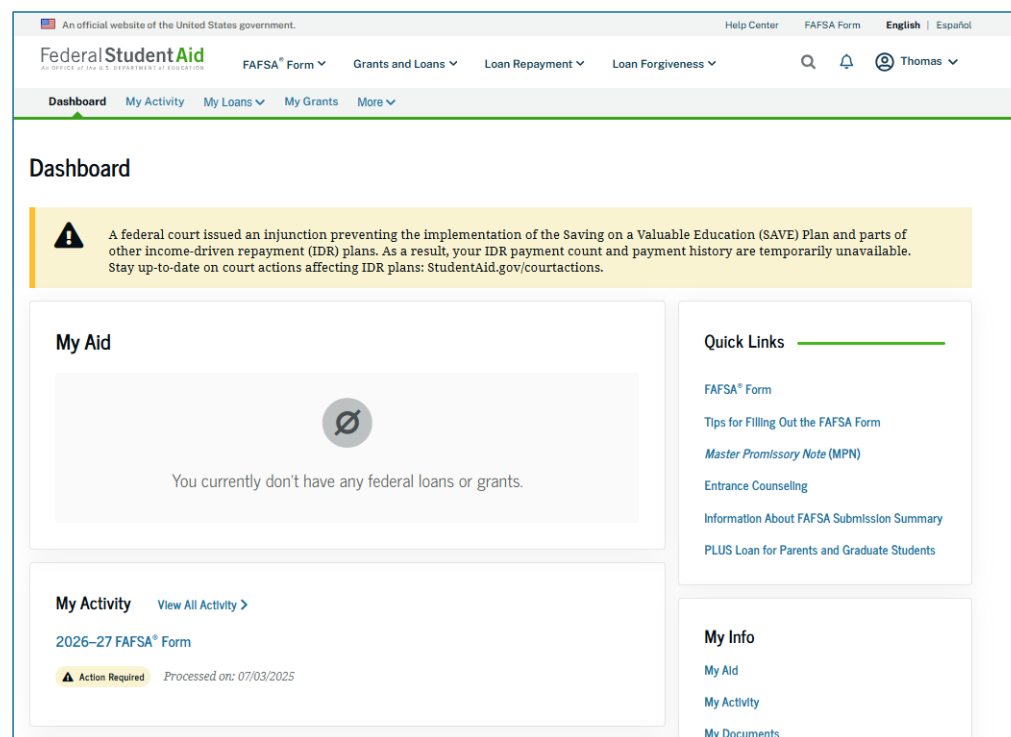 An official website of the United States government.
Help Center FAFSA Form English | Español
Federal Student Aid
An OFFICE of the U.S. DEPARTMENT of EDUCATION
FAFSA® Form Grants and Loans Loan Repayment Loan Forgiveness Thomas
Dashboard My Activity My Loans My Grants More
Dashboard
A federal court issued an injunction preventing the implementation of the Saving on a Valuable Education (SAVE) Plan and parts of
other income-driven repayment (IDR) plans. As a result, your IDR payment count and payment history are temporarily unavailable.
Stay up-to-date on court actions affecting IDR plans: StudentAid.gov/courtactions.
My Aid
You currently don't have any federal loans or grants.
My Activity View All Activity
2026–27 FAFSA® Form
Action Required Processed on: 07/03/2025
Quick Links
FAFSA® Form
Tips for Filling Out the FAFSA Form
Master Promissory Note (MPN)
Entrance Counseling
Information About FAFSA Submission Summary
PLUS Loan for Parents and Graduate Students
My Info
My Aid
My Activity
My Documents